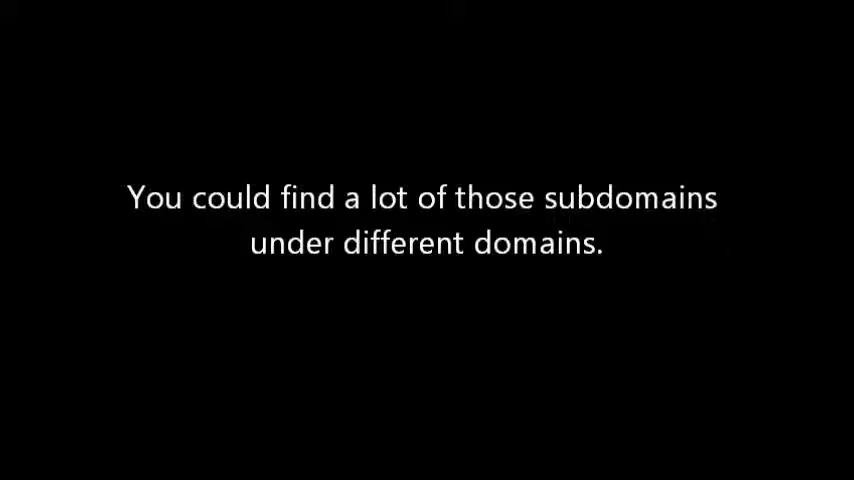 You could find a lot of those subdomains
under different domains.